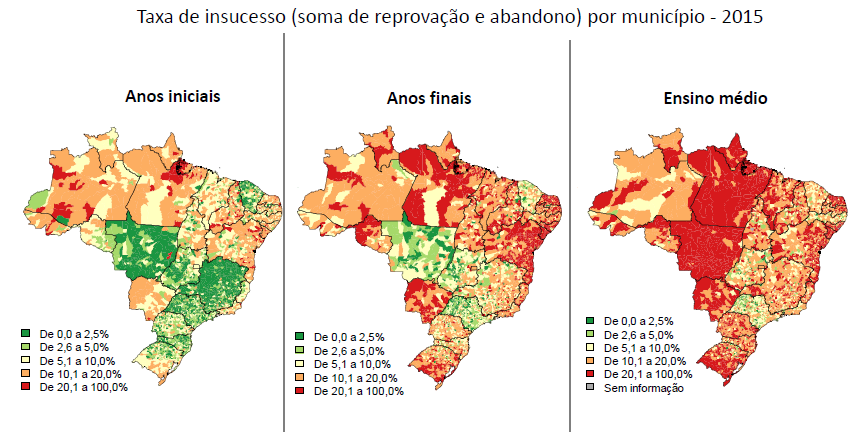 Taxa de insucesso (soma de reprovação e abandono) por município - 2015
Anos iniciais
De 0,0 a 2,5%
De 2,6 a 5,0%
De 5,1 a 10,0%
De 10,1 a 20,0%
De 20,1 a 100,0%
Anos finais
De 0,0 a 2,5%
De 2,6 a 5,0%
De 5,1 a 10,0%
De 10,1 a 20,0%
De 20,1 a 100,0%
Ensino médio
De 0,0 a 2,5%
De 2,6 a 5,0%
De 5,1 a 10,0%
De 10,1 a 20,0%
De 20,1 a 100,0%
Sem informação